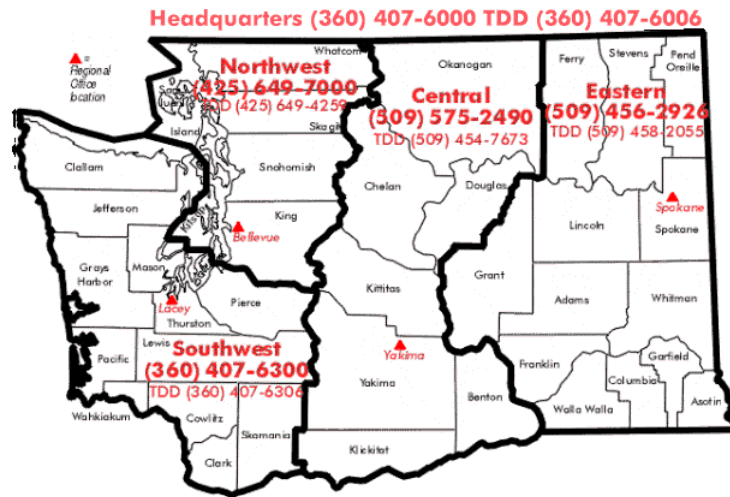 Headquarters (360) 407-6000 TDD (360) 407-6006
▲ =
Regional
Office
location
Northwest
(425) 649-7000
TDD (425) 649-4259
Central
(509) 575-2490
TDD (509) 454-7673
Eastern
(509) 456-2926
TDD (509) 458-2055
Southwest
(360) 407-6300
TDD (360) 407-6306
Whatcom
San
Juan
Skagit
Island
Snohomish
King
Bellevue
Kitsap
Okanogan
Chelan
Douglas
Kittitas
Yakima
Yakima
Benton
Klickitat
Ferry
Stevens
Pend
Oreille
Spokane
Spokane
Lincoln
Grant
Adams
Whitman
Franklin
Garfield
Columbia
Walla Walla
Asotin
Clallam
Jefferson
Grays
Harbor
Mason
Lacey
Thurston
Pierce
Pacific
Lewis
Wahkiakum
Cowlitz
Skamania
Clark